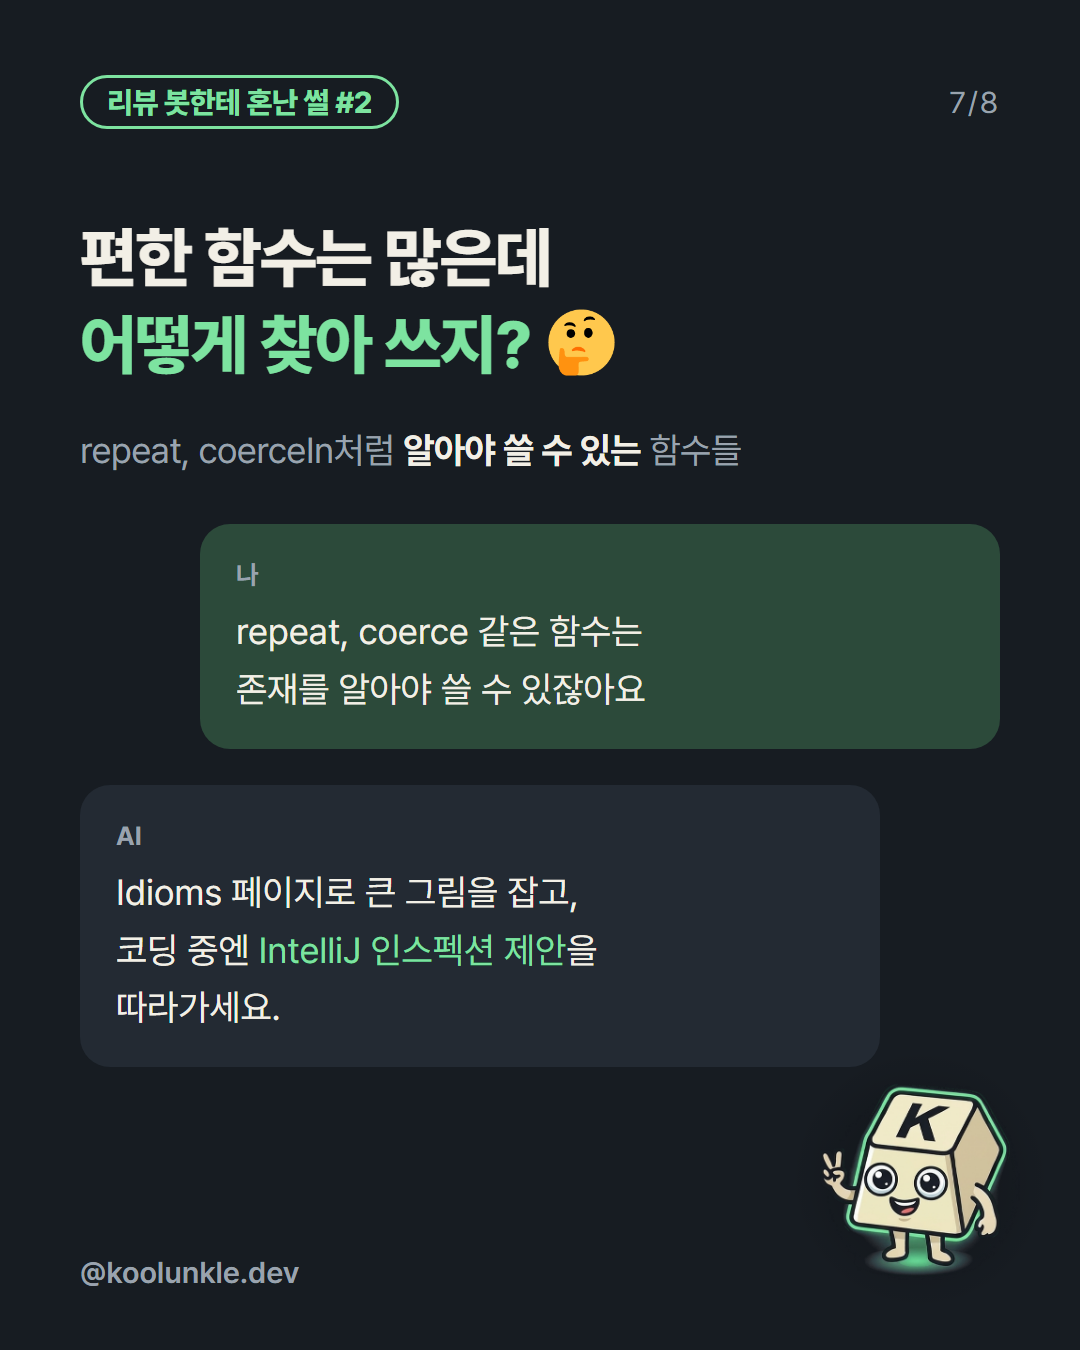 리뷰 봇한테 혼난 썰 #2
7/8
편한 함수는 많은데
어떻게 찾아 쓰지? 🤔
repeat, coerceIn처럼 알아야 쓸 수 있는 함수들
나
repeat, coerce 같은 함수는
존재를 알아야 쓸 수 있잖아요
AI
Idioms 페이지로 큰 그림을 잡고,
코딩 중엔 IntelliJ 인스펙션 제안을
따라가세요.
K
@koolunkle.dev